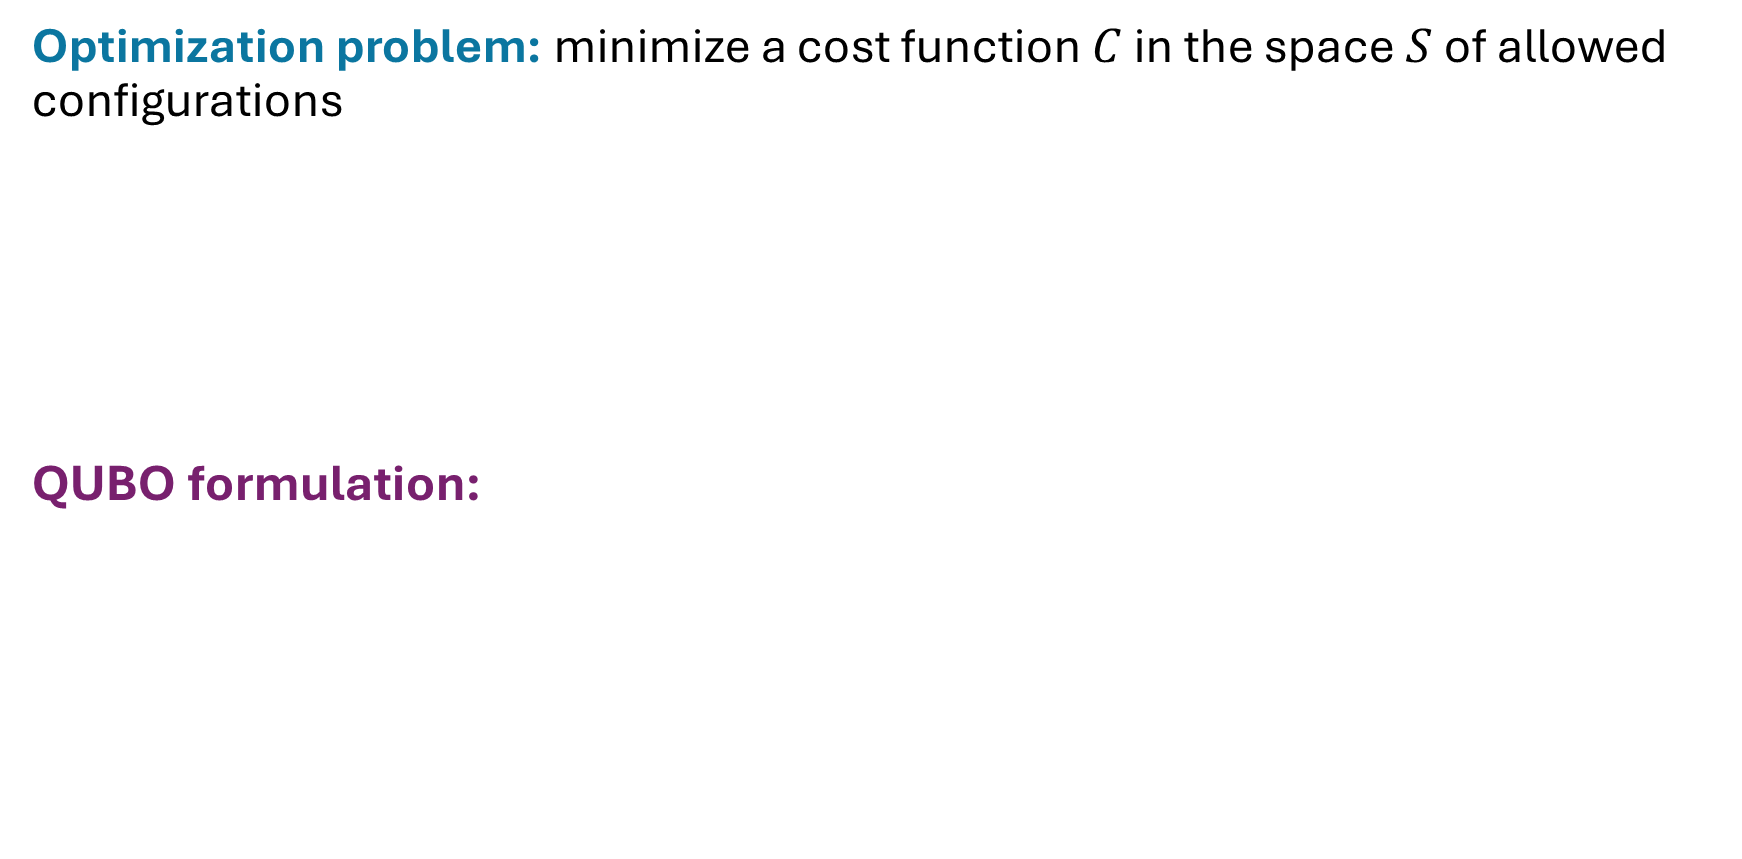 Optimization problem: minimize a cost function C in the space S of allowed
configurations
QUBO formulation: